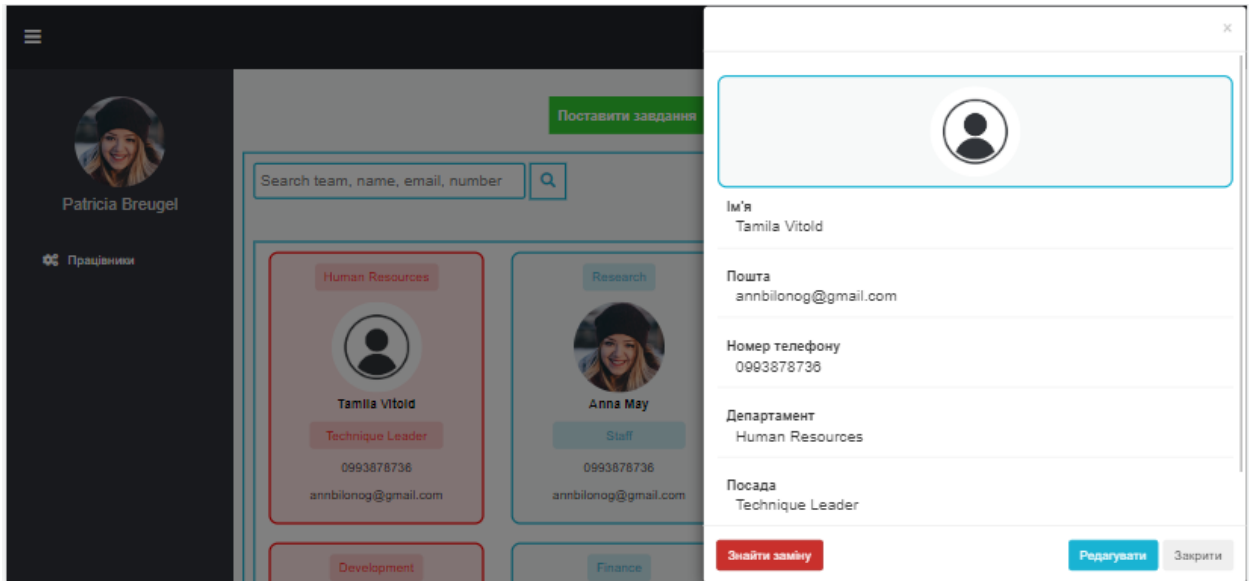 ×
Patricia Breugel
Працівники
Поставити завдання
Search team, name, email, number
Human Resources
Tamila Vitold
Technique Leader
0993878736
annbilonog@gmail.com
Research
Anna May
Staff
0993878736
annbilonog@gmail.com
Development
Finance
Ім'я
Tamila Vitold
Пошта
annbilonog@gmail.com
Номер телефону
0993878736
Департамент
Human Resources
Посада
Technique Leader
Знайти заміну
Редагувати
Закрити